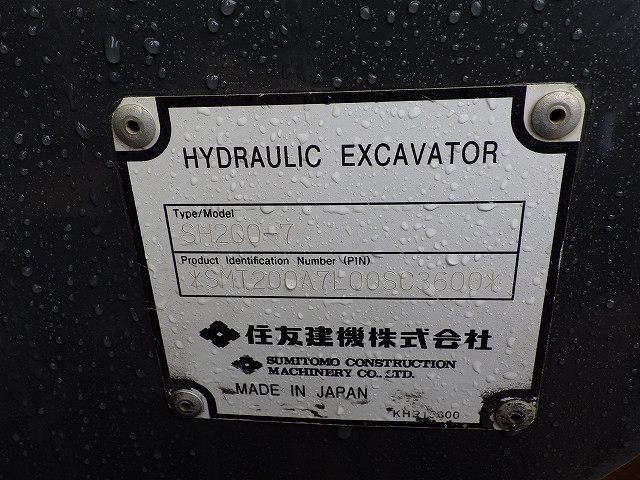 HYDRAULIC EXCAVATOR
Type/Model
SH200-7
Product Identification Number (PIN)
*SMT200A7L00SC3600*
住友建機株式会社
SUMITOMO CONSTRUCTION
MACHINERY CO., LTD.
MADE IN JAPAN